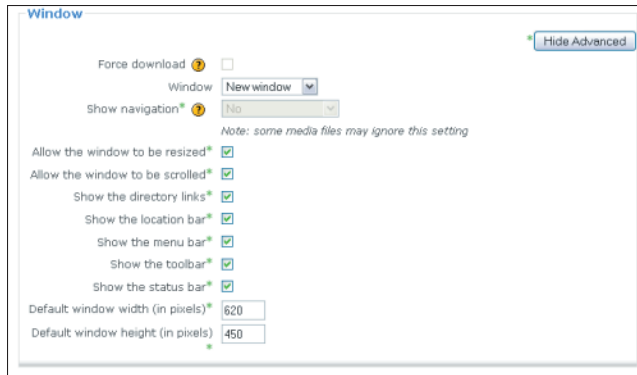 Window
* Hide Advanced
Force download ?
Window New window
Show navigation* ? No
Note: some media files may ignore this setting
Allow the window to be resized*
Allow the window to be scrolled*
Show the directory links*
Show the location bar*
Show the menu bar*
Show the toolbar*
Show the status bar*
Default window width (in pixels)* 620
Default window height (in pixels) 450
*